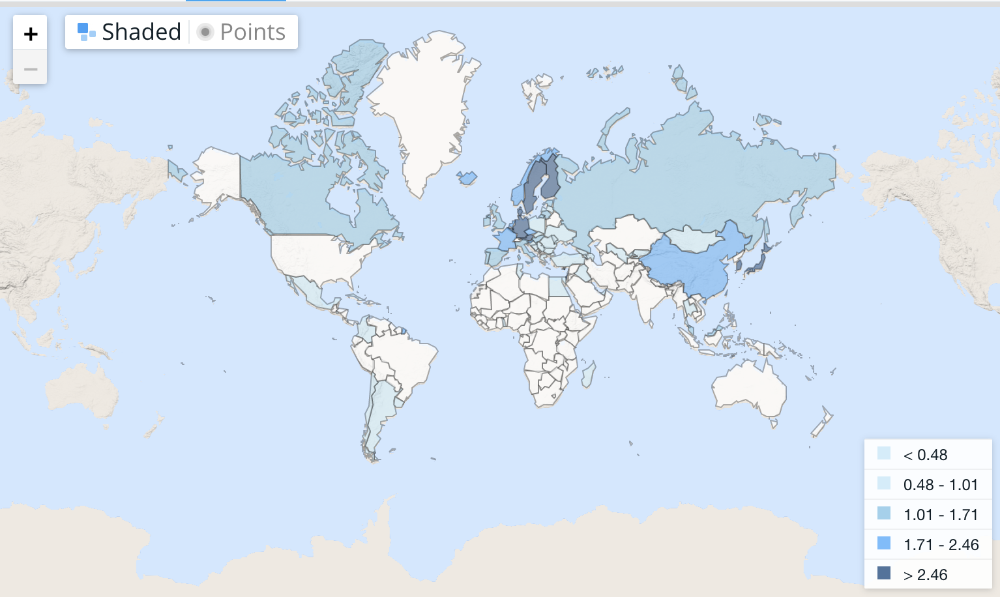 +
Shaded
Points
−
< 0.48
0.48 - 1.01
1.01 - 1.71
1.71 - 2.46
> 2.46